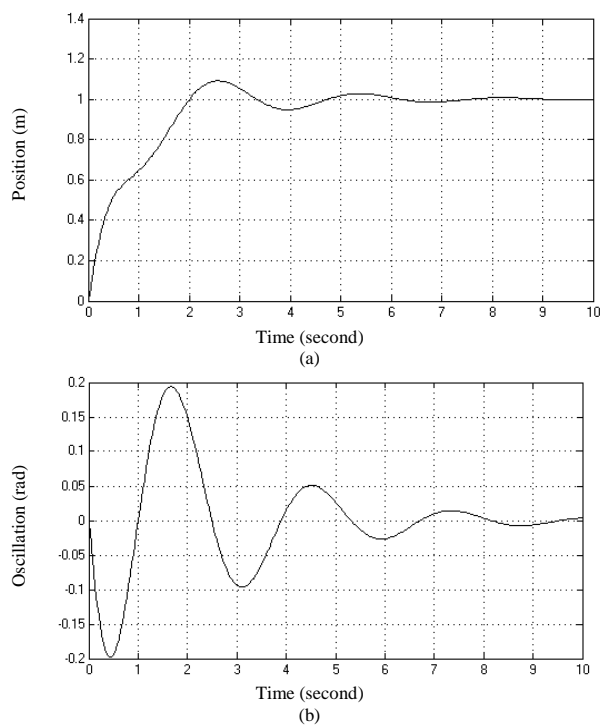 1.4
1.2
1
0.8
0.6
0.4
0.2
0
Position (m)
0 1 2 3 4 5 6 7 8 9 10
Time (second)
(a)
0.2
0.15
0.1
0.05
0
-0.05
-0.1
-0.15
-0.2
Oscillation (rad)
0 1 2 3 4 5 6 7 8 9 10
Time (second)
(b)